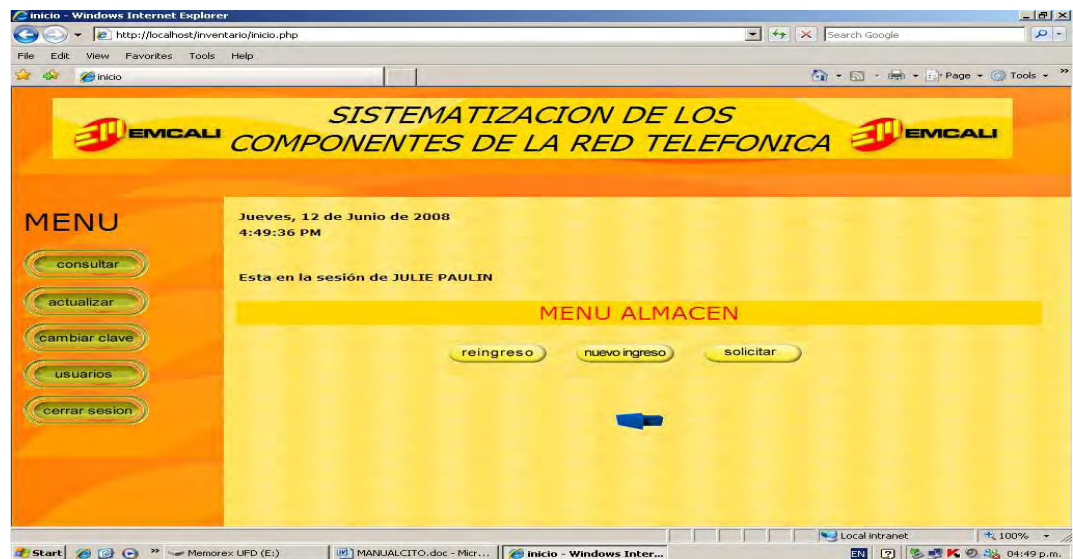 inicio - Windows Internet Explorer
http://localhost/inventario/inicio.php
Search Google
File Edit View Favorites Tools Help
inicio
Page Tools
SISTEMATIZACION DE LOS
COMPONENTES DE LA RED TELEFONICA
EMCALI
EMCALI
MENU
consultar
actualizar
cambiar clave
usuarios
cerrar sesion
Jueves, 12 de Junio de 2008
4:49:36 PM
Esta en la sesión de JULIE PAULIN
MENU ALMACEN
reingreso nuevo ingreso solicitar
Local intranet 100%
Start Memorex UFD (E:) MANUALCITO.doc - Micr... inicio - Windows Inter... EN 04:49 p.m.